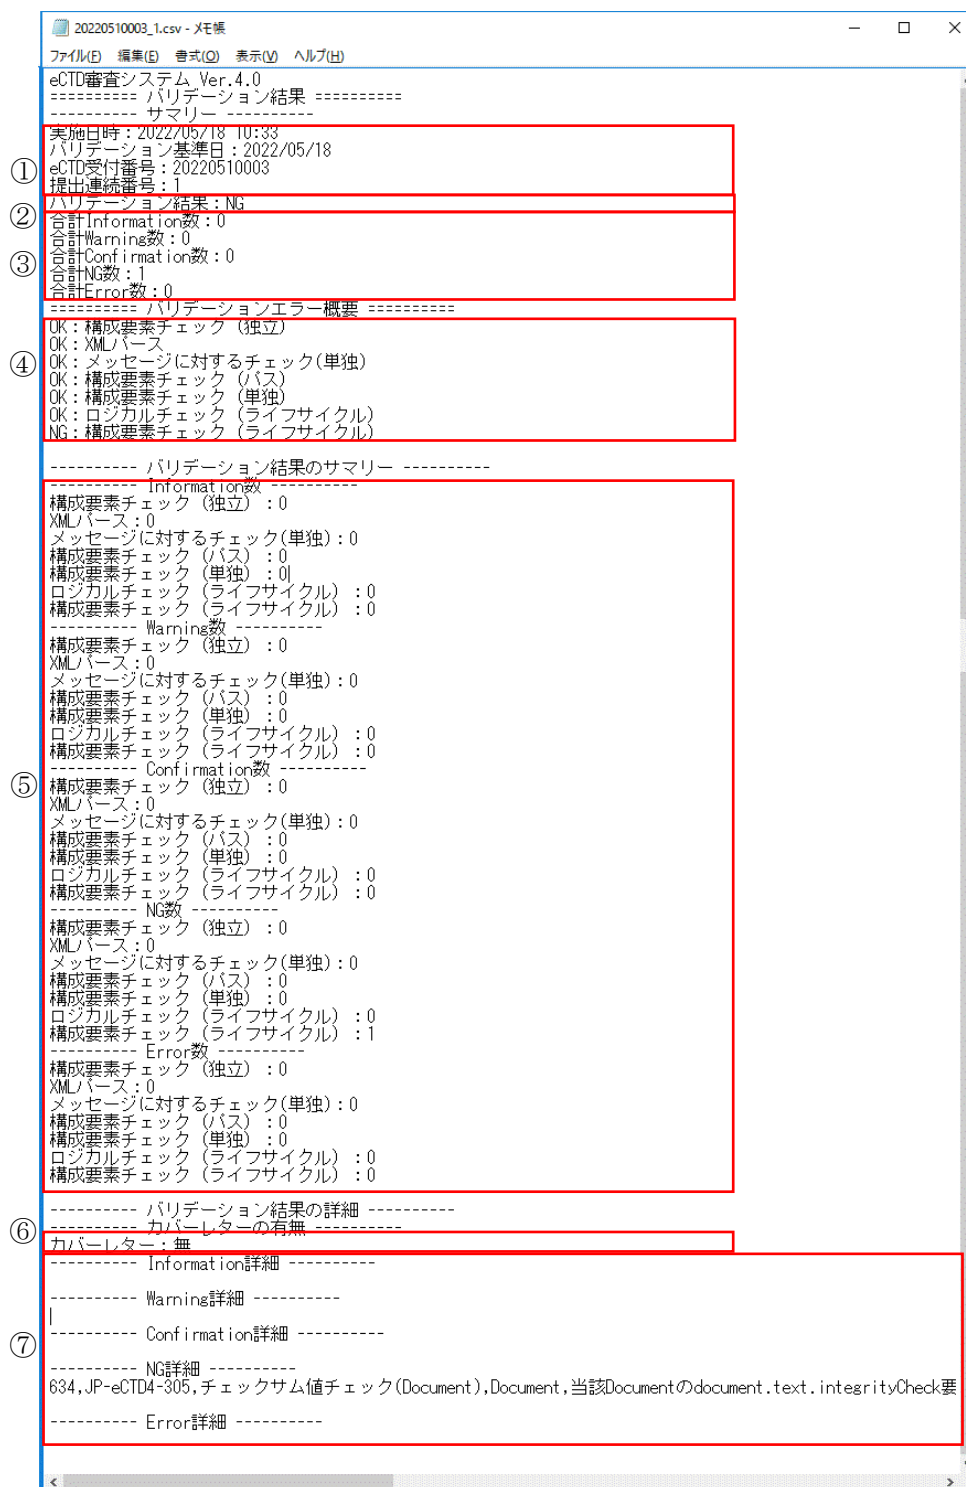 20220510003_1.csv - メモ帳
ファイル(F) 編集(E) 書式(O) 表示(V) ヘルプ(H)
eCTD審査システム Ver.4.0
========== バリデーション結果 ==========
---------- サマリー ----------
実施日時：2022/05/18 10:33
バリデーション基準日：2022/05/18
① eCTD受付番号：20220510003
提出連続番号：1
② バリデーション結果：NG
合計Information数：0
合計Warning数：0
③ 合計Confirmation数：0
合計NG数：1
合計Error数：0
========== バリデーションエラー概要 ==========
OK：構成要素チェック（独立）
OK：XMLパース
④ OK：メッセージに対するチェック(単独)
OK：構成要素チェック（パス）
OK：構成要素チェック（単独）
OK：ロジカルチェック（ライフサイクル）
NG：構成要素チェック（ライフサイクル）
---------- バリデーション結果のサマリー ----------
---------- Information数 ----------
構成要素チェック（独立）：0
XMLパース：0
メッセージに対するチェック(単独)：0
構成要素チェック（パス）：0
構成要素チェック（単独）：0
ロジカルチェック（ライフサイクル）：0
構成要素チェック（ライフサイクル）：0
---------- Warning数 ----------
構成要素チェック（独立）：0
XMLパース：0
メッセージに対するチェック(単独)：0
構成要素チェック（パス）：0
構成要素チェック（単独）：0
ロジカルチェック（ライフサイクル）：0
構成要素チェック（ライフサイクル）：0
---------- Confirmation数 ----------
⑤ 構成要素チェック（独立）：0
XMLパース：0
メッセージに対するチェック(単独)：0
構成要素チェック（パス）：0
構成要素チェック（単独）：0
ロジカルチェック（ライフサイクル）：0
構成要素チェック（ライフサイクル）：0
---------- NG数 ----------
構成要素チェック（独立）：0
XMLパース：0
メッセージに対するチェック(単独)：0
構成要素チェック（パス）：0
構成要素チェック（単独）：0
ロジカルチェック（ライフサイクル）：0
構成要素チェック（ライフサイクル）：1
---------- Error数 ----------
構成要素チェック（独立）：0
XMLパース：0
メッセージに対するチェック(単独)：0
構成要素チェック（パス）：0
構成要素チェック（単独）：0
ロジカルチェック（ライフサイクル）：0
構成要素チェック（ライフサイクル）：0
---------- バリデーション結果の詳細 ----------
---------- カバーレターの有無 ----------
⑥ カバーレター：無
---------- Information詳細 ----------
---------- Warning詳細 ----------
---------- Confirmation詳細 ----------
⑦
---------- NG詳細 ----------
634,JP-eCTD4-305,チェックサム値チェック(Document),Document,当該Documentのdocument.text.integrityCheck要
---------- Error詳細 ----------